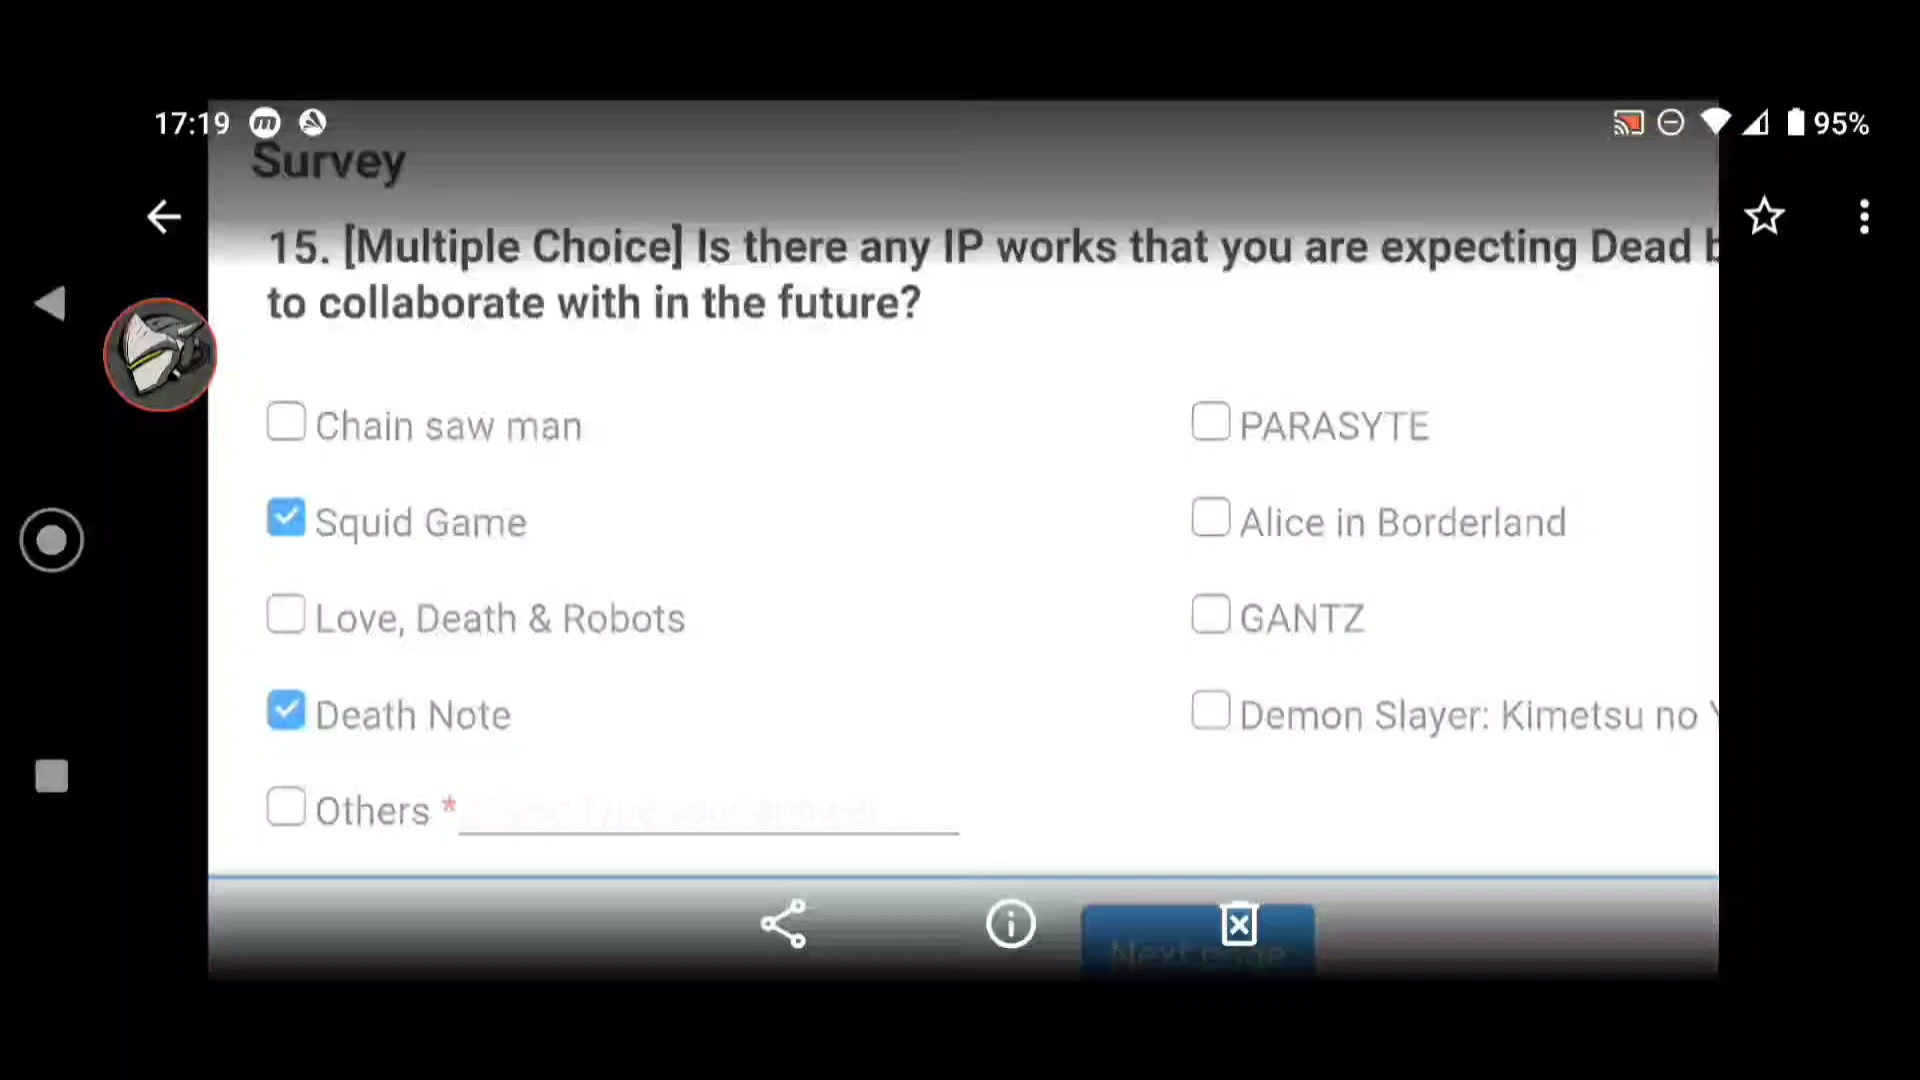 17:19
95%
Survey
15. [Multiple Choice] Is there any IP works that you are expecting Dead b
to collaborate with in the future?
Chain saw man
PARASYTE
Squid Game
Alice in Borderland
Love, Death & Robots
GANTZ
Death Note
Demon Slayer: Kimetsu no
Others *
Next page